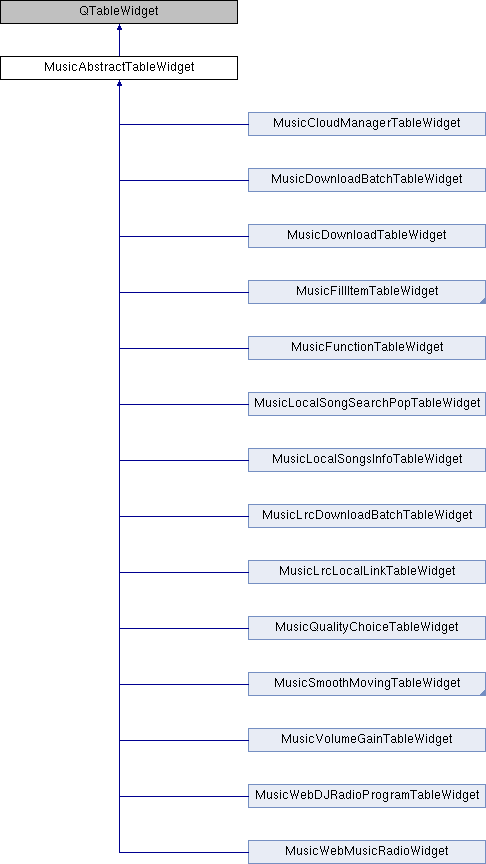 QTableWidget
MusicAbstractTableWidget
MusicCloudManagerTableWidget
MusicDownloadBatchTableWidget
MusicDownloadTableWidget
MusicFillItemTableWidget
MusicFunctionTableWidget
MusicLocalSongSearchPopTableWidget
MusicLocalSongsInfoTableWidget
MusicLrcDownloadBatchTableWidget
MusicLrcLocalLinkTableWidget
MusicQualityChoiceTableWidget
MusicSmoothMovingTableWidget
MusicVolumeGainTableWidget
MusicWebDJRadioProgramTableWidget
MusicWebMusicRadioWidget